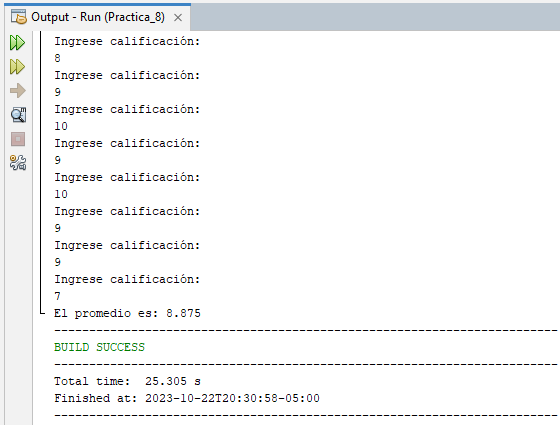 Output - Run (Practica_8)
Ingrese calificación:
8
Ingrese calificación:
9
Ingrese calificación:
10
Ingrese calificación:
9
Ingrese calificación:
10
Ingrese calificación:
9
Ingrese calificación:
9
Ingrese calificación:
7
El promedio es: 8.875
------------------------------------------------------------------------
BUILD SUCCESS
------------------------------------------------------------------------
Total time:  25.305 s
Finished at: 2023-10-22T20:30:58-05:00
------------------------------------------------------------------------